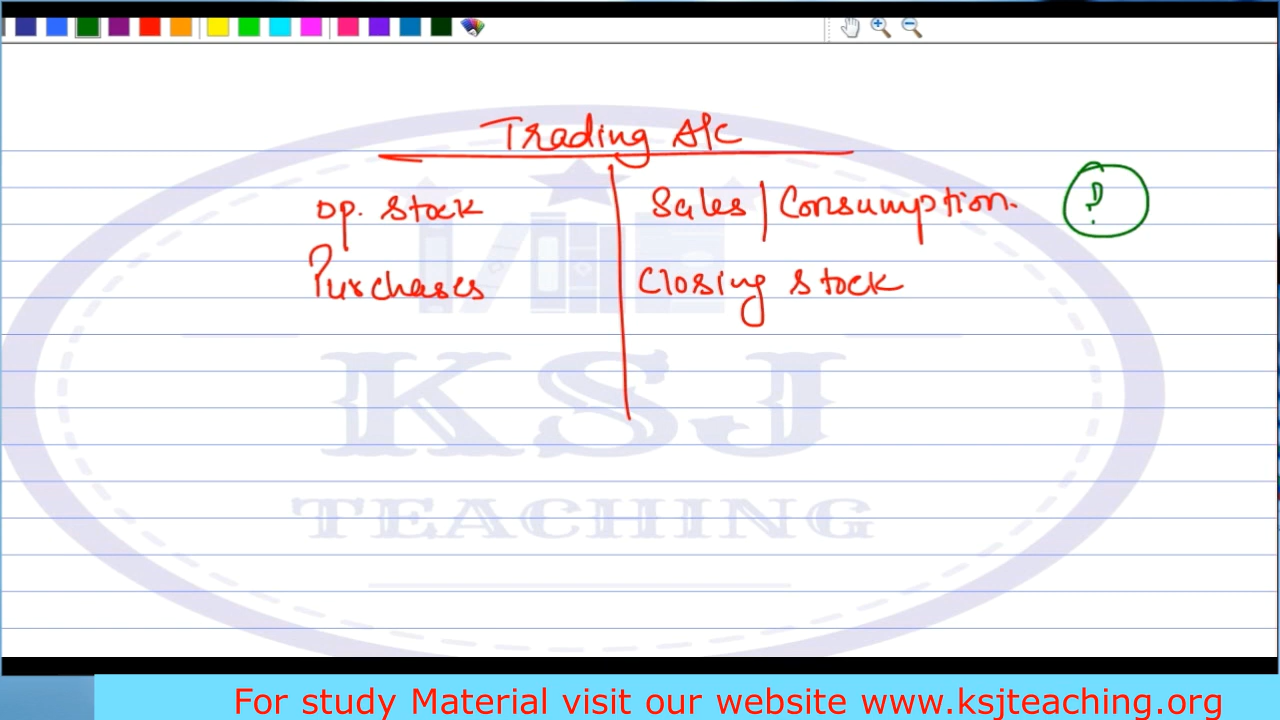 Trading A/c
Op. Stock
Sales | Consumption.
?
Purchases
Closing Stock
KSJ
TEACHING
For study Material visit our website www.ksjteaching.org